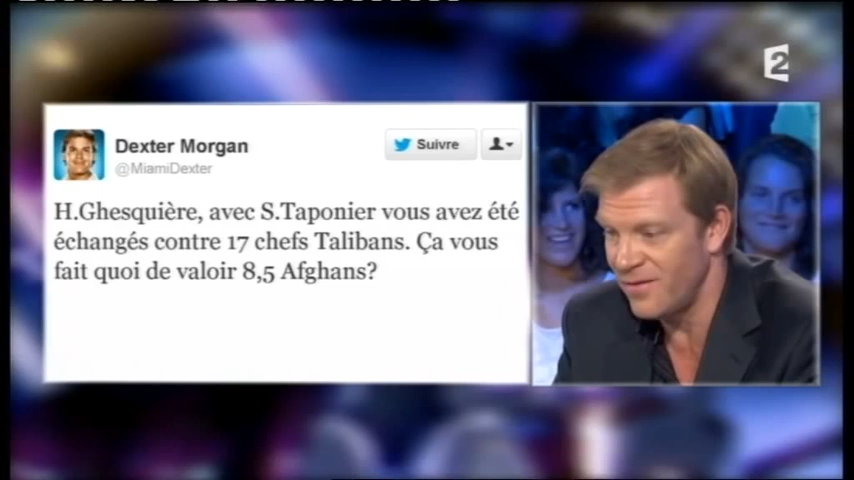 2
Dexter Morgan
@MiamiDexter
Suivre
H.Ghesquière, avec S.Taponier vous avez été
échangés contre 17 chefs Talibans. Ça vous
fait quoi de valoir 8,5 Afghans?